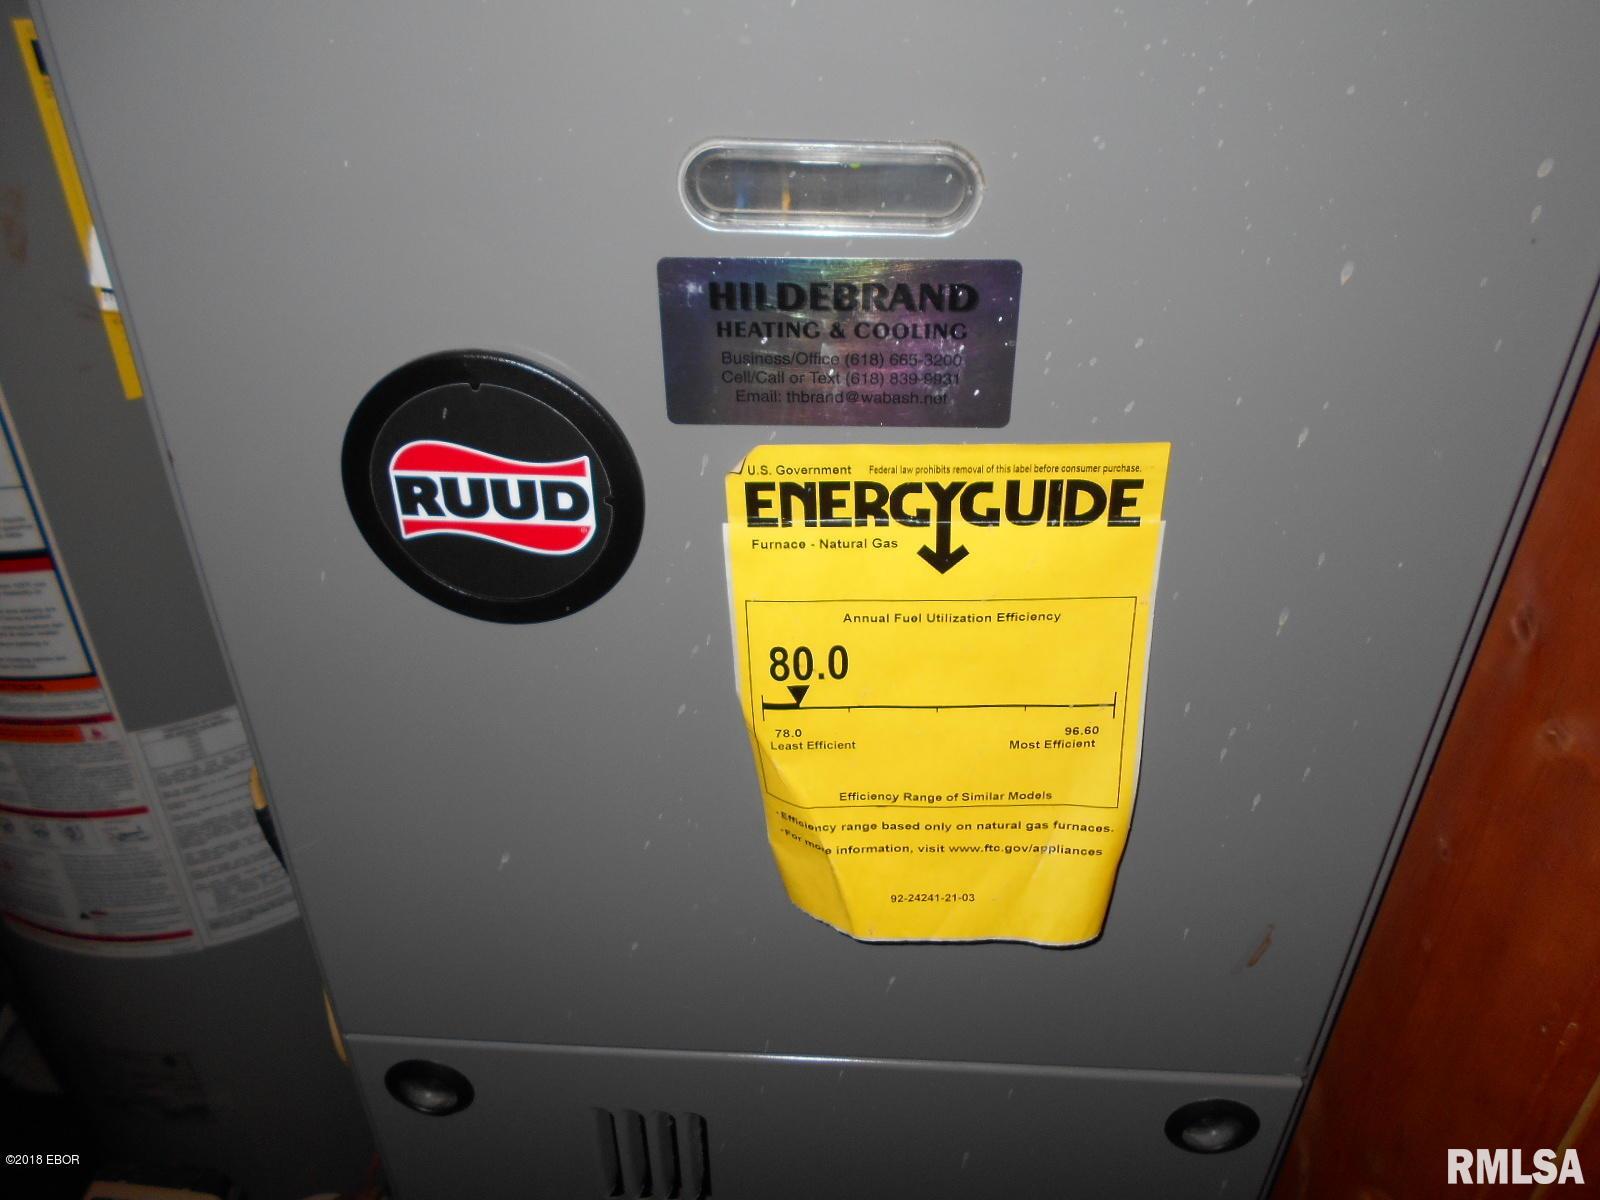 HILDEBRAND
HEATING & COOLING
Business/Office (618) 665-3200
Cell/Call or Text (618) 839-9931
Email: thbrand@wabash.net
RUUD
U.S. Government Federal law prohibits removal of this label before consumer purchase.
ENERGYGUIDE
Furnace - Natural Gas
Annual Fuel Utilization Efficiency
80.0
78.0 96.60
Least Efficient Most Efficient
Efficiency Range of Similar Models
·Efficiency range based only on natural gas furnaces.
·For more information, visit www.ftc.gov/appliances
92-24241-21-03
©2018 EBOR
RMLSA